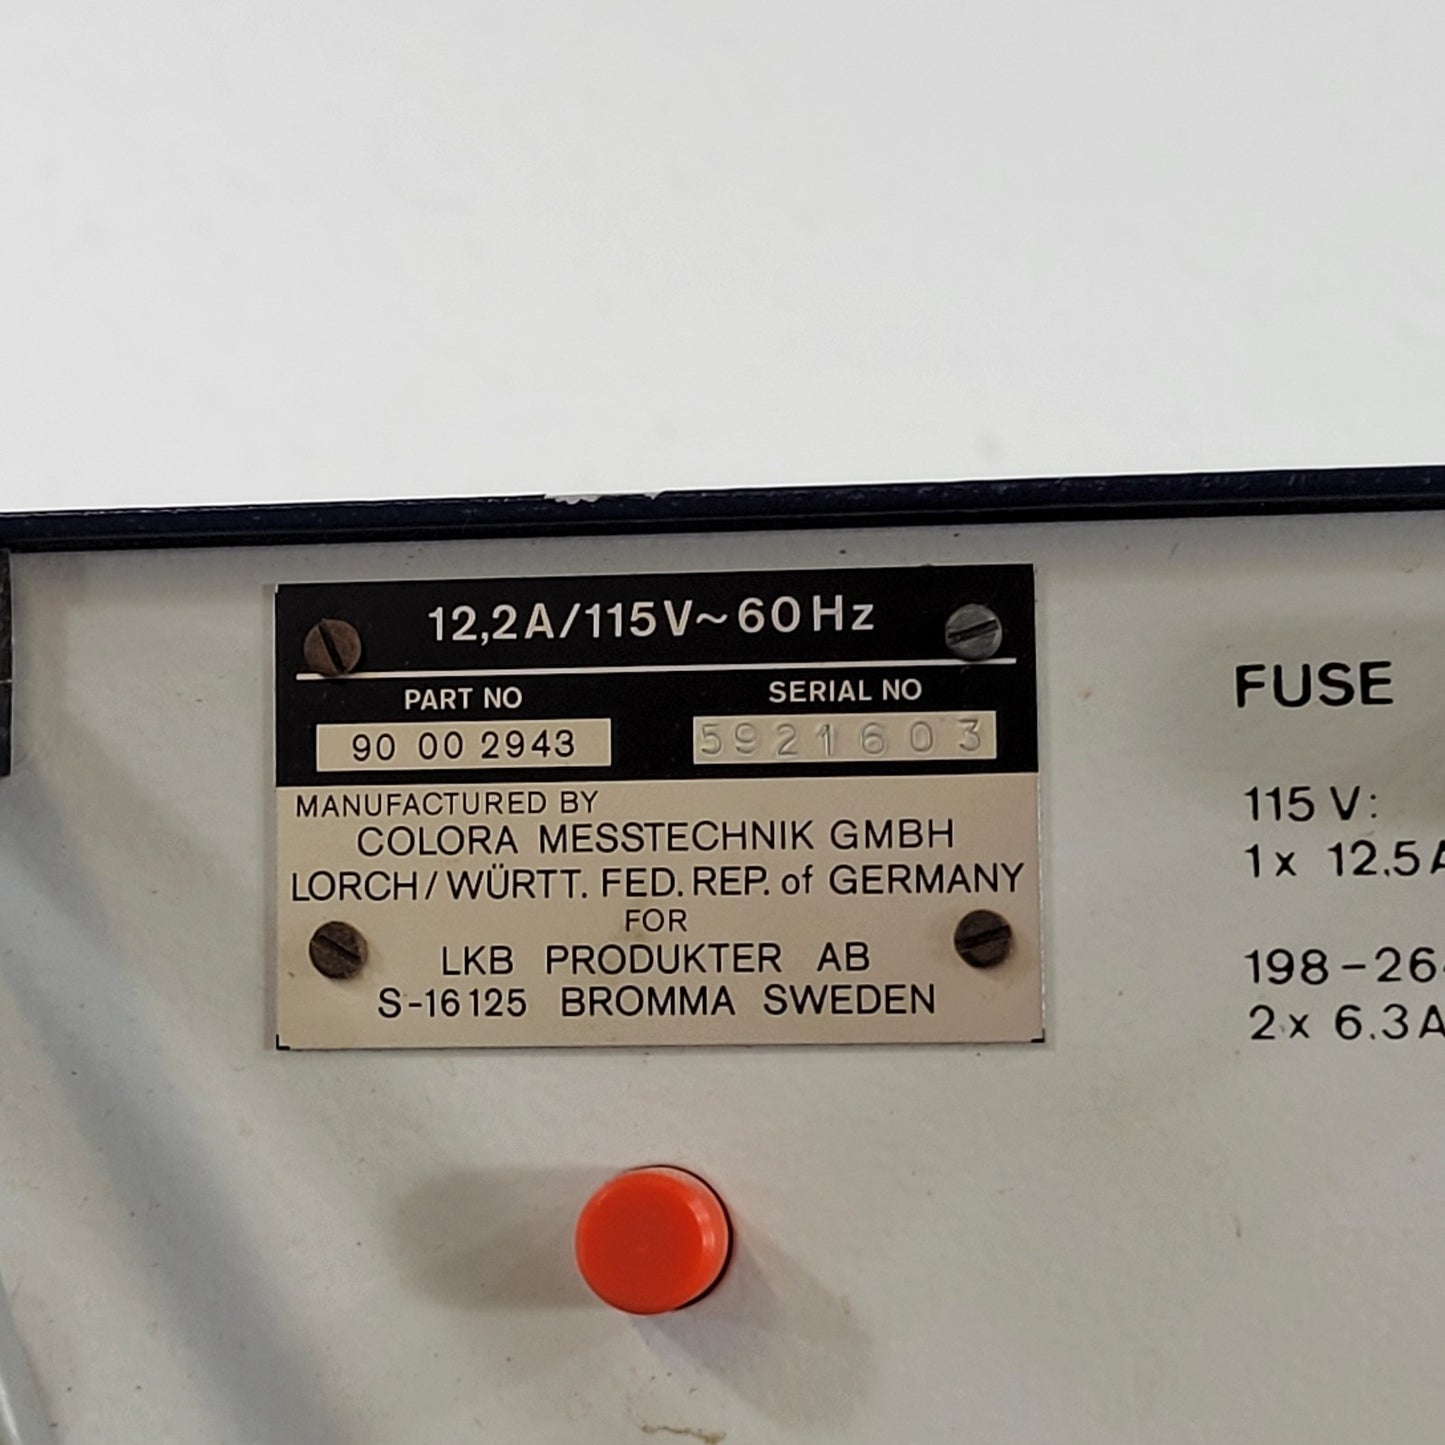 12,2A/115V~60Hz
PART NO
SERIAL NO
90 00 2943
5921603
MANUFACTURED BY
COLORA MESSTECHNIK GMBH
LORCH/WÜRTT. FED. REP. of GERMANY
FOR
LKB PRODUKTER AB
S-16125 BROMMA SWEDEN
FUSE
115 V:
1x 12.5A
198-26
2x 6.3A